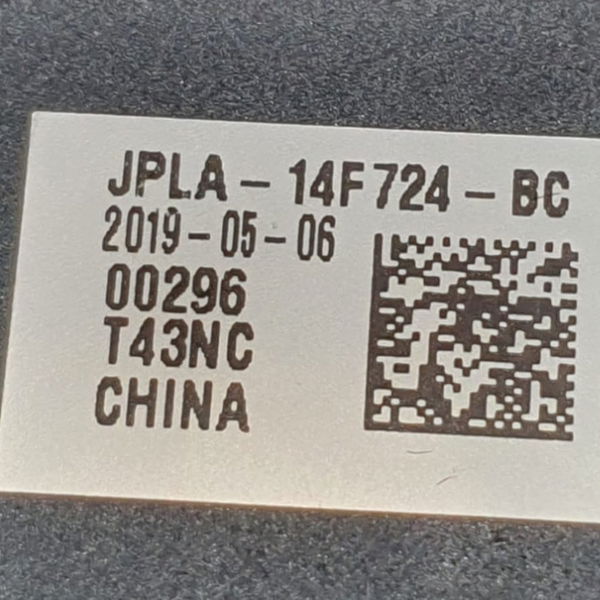 JPLA-14F724-BC
2019-05-06
00296
T43NC
CHINA